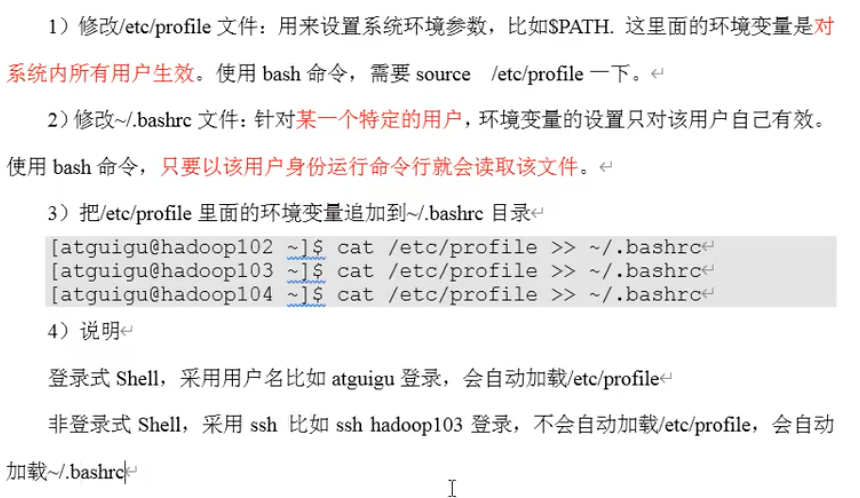 1）修改/etc/profile 文件：用来设置系统环境参数，比如$PATH. 这里面的环境变量是对
系统内所有用户生效。使用 bash 命令，需要 source /etc/profile 一下。
2）修改~/.bashrc 文件：针对某一个特定的用户，环境变量的设置只对该用户自己有效。
使用 bash 命令，只要以该用户身份运行命令行就会读取该文件。
3）把/etc/profile 里面的环境变量追加到~/.bashrc 目录
[atguigu@hadoop102 ~]$ cat /etc/profile >> ~/.bashrc
[atguigu@hadoop103 ~]$ cat /etc/profile >> ~/.bashrc
[atguigu@hadoop104 ~]$ cat /etc/profile >> ~/.bashrc
4）说明
登录式 Shell，采用用户名比如 atguigu 登录，会自动加载/etc/profile
非登录式 Shell，采用 ssh 比如 ssh hadoop103 登录，不会自动加载/etc/profile，会自动
加载~/.bashrc